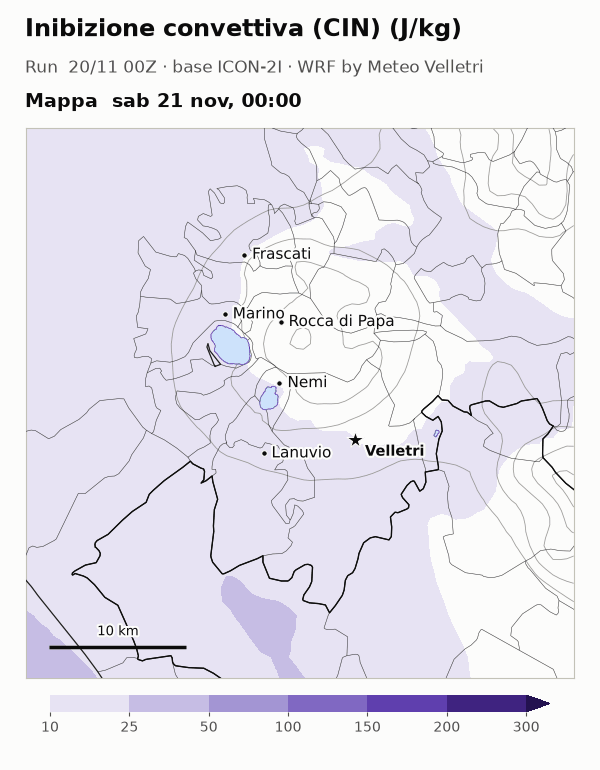 Inibizione convettiva (CIN) (J/kg)
Run  20/11 00Z · base ICON-2I · WRF by Meteo Velletri
Mappa  sab 21 nov, 00:00
Frascati
Marino
Rocca di Papa
Nemi
Velletri
Lanuvio
10 km
10 25 50 100 150 200 300